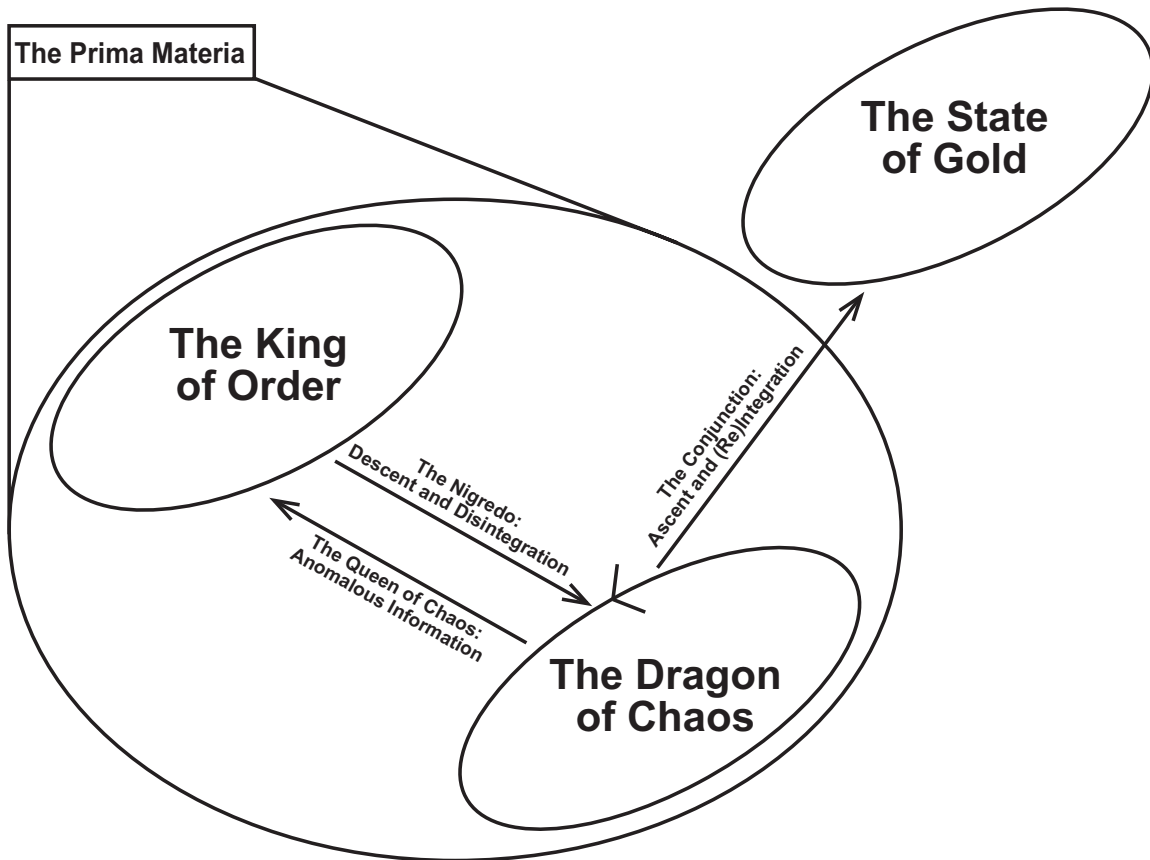 The Prima Materia
The State
of Gold
The King
of Order
The Conjunction:
Ascent and (Re)Integration
The Nigredo:
Descent and Disintegration
The Queen of Chaos:
Anomalous Information
The Dragon
of Chaos